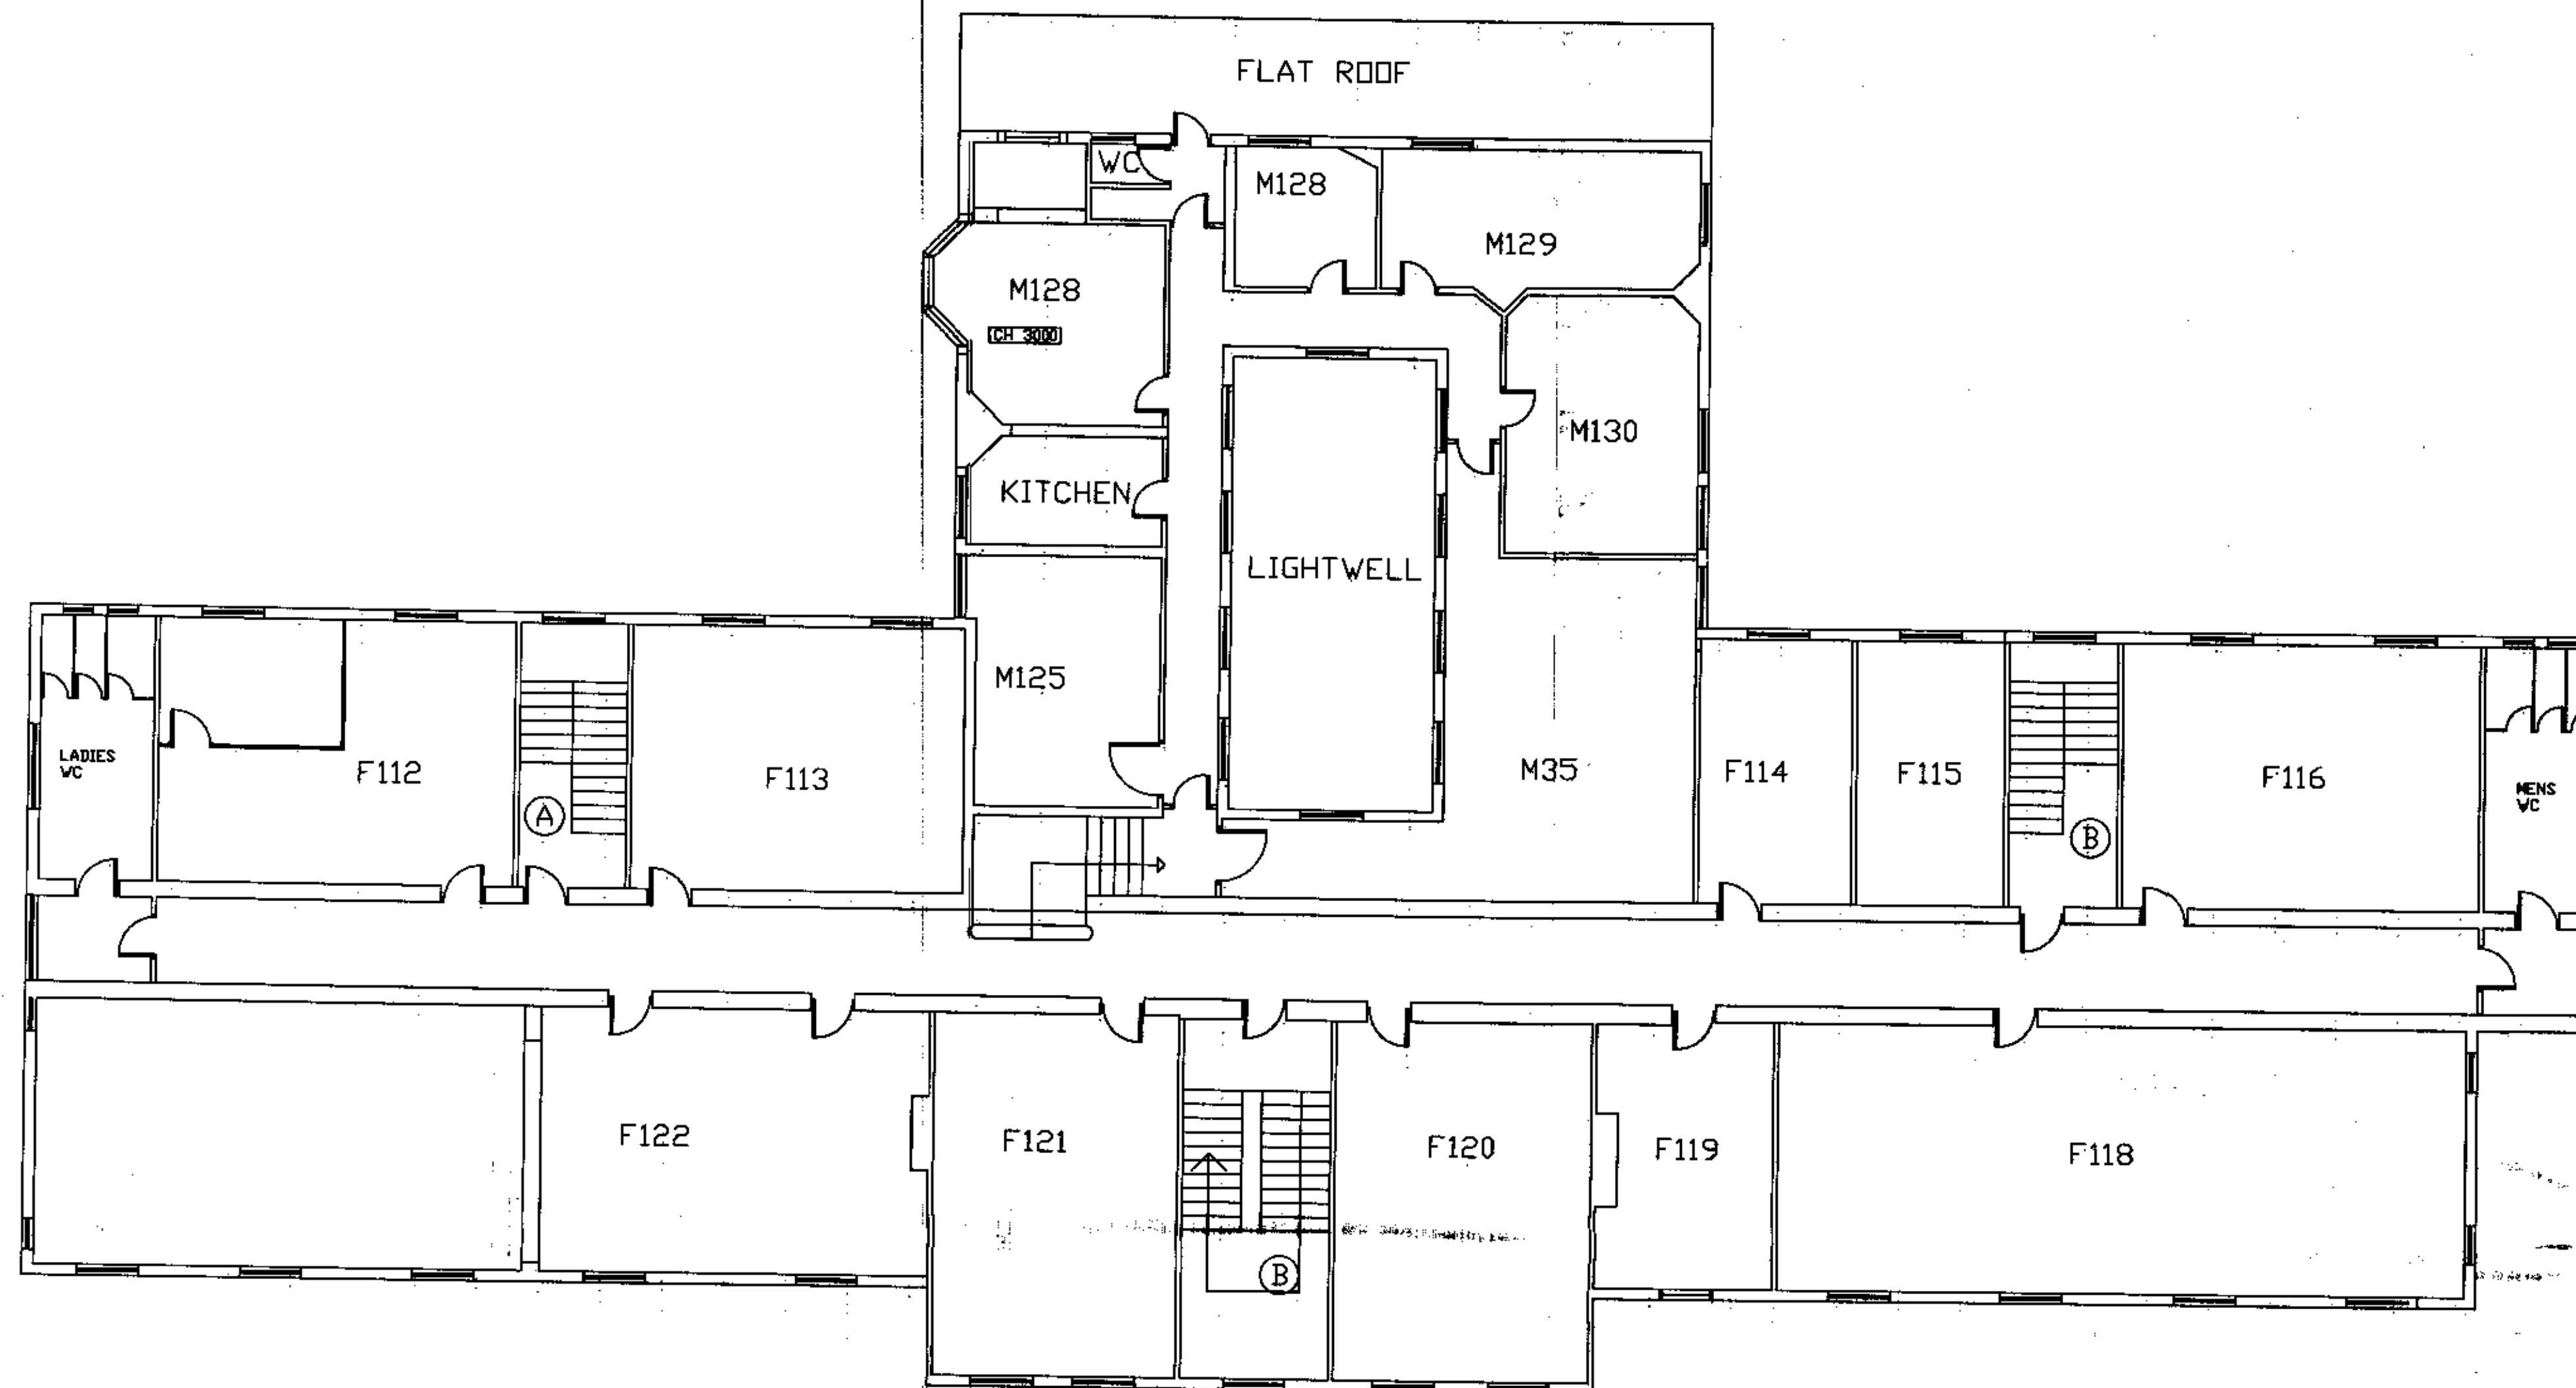 FLAT ROOF
WC
M128
M129
M128
CH 3000
M130
KITCHEN
LIGHTWELL
M125
LADIES
WC
F112
A
F113
M35
F114
F115
B
F116
MENS
WC
F122
F121
B
F120
F119
F118